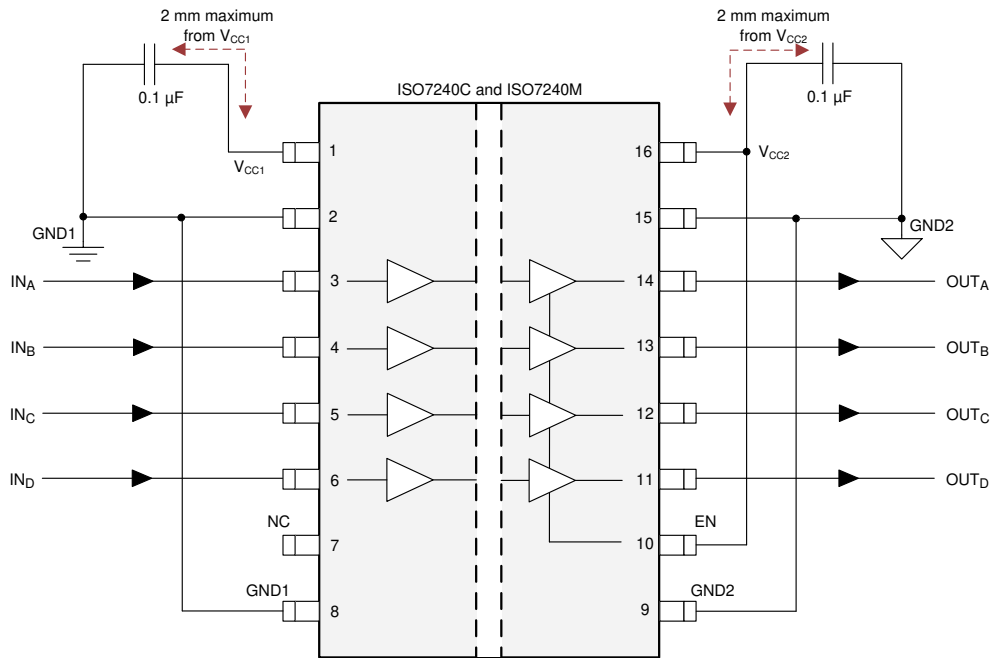 2 mm maximum
from VCC1
2 mm maximum
from VCC2
0.1 µF
0.1 µF
ISO7240C and ISO7240M
VCC1
1
16
VCC2
GND1
2
15
GND2
INA
3
14
OUTA
INB
4
13
OUTB
INC
5
12
OUTC
IND
6
11
OUTD
NC
7
10
EN
GND1
8
9
GND2